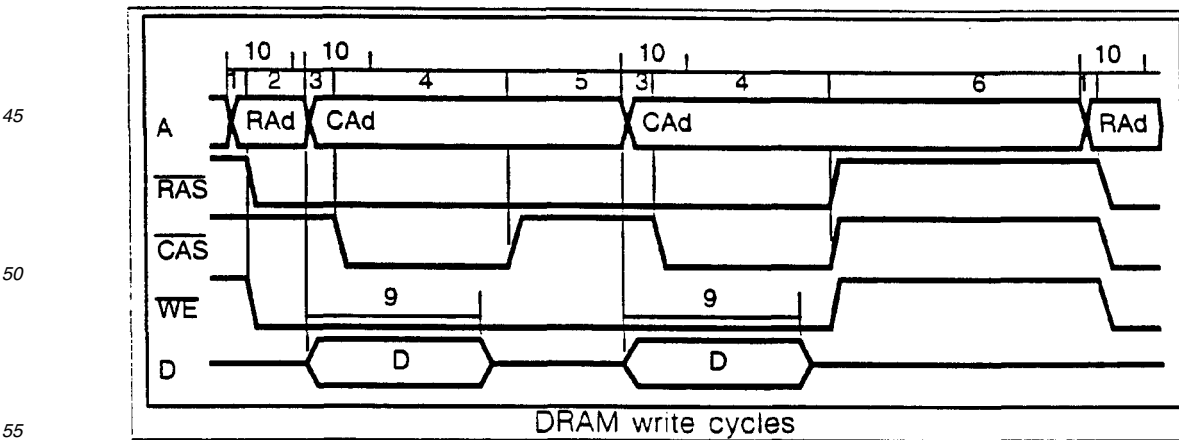 10 10 10 10
1 2 3 4 5 3 4 6 1
45
A RAd CAd CAd RAd
RAS
CAS
50
9 9
WE
D D D
DRAM write cycles
55